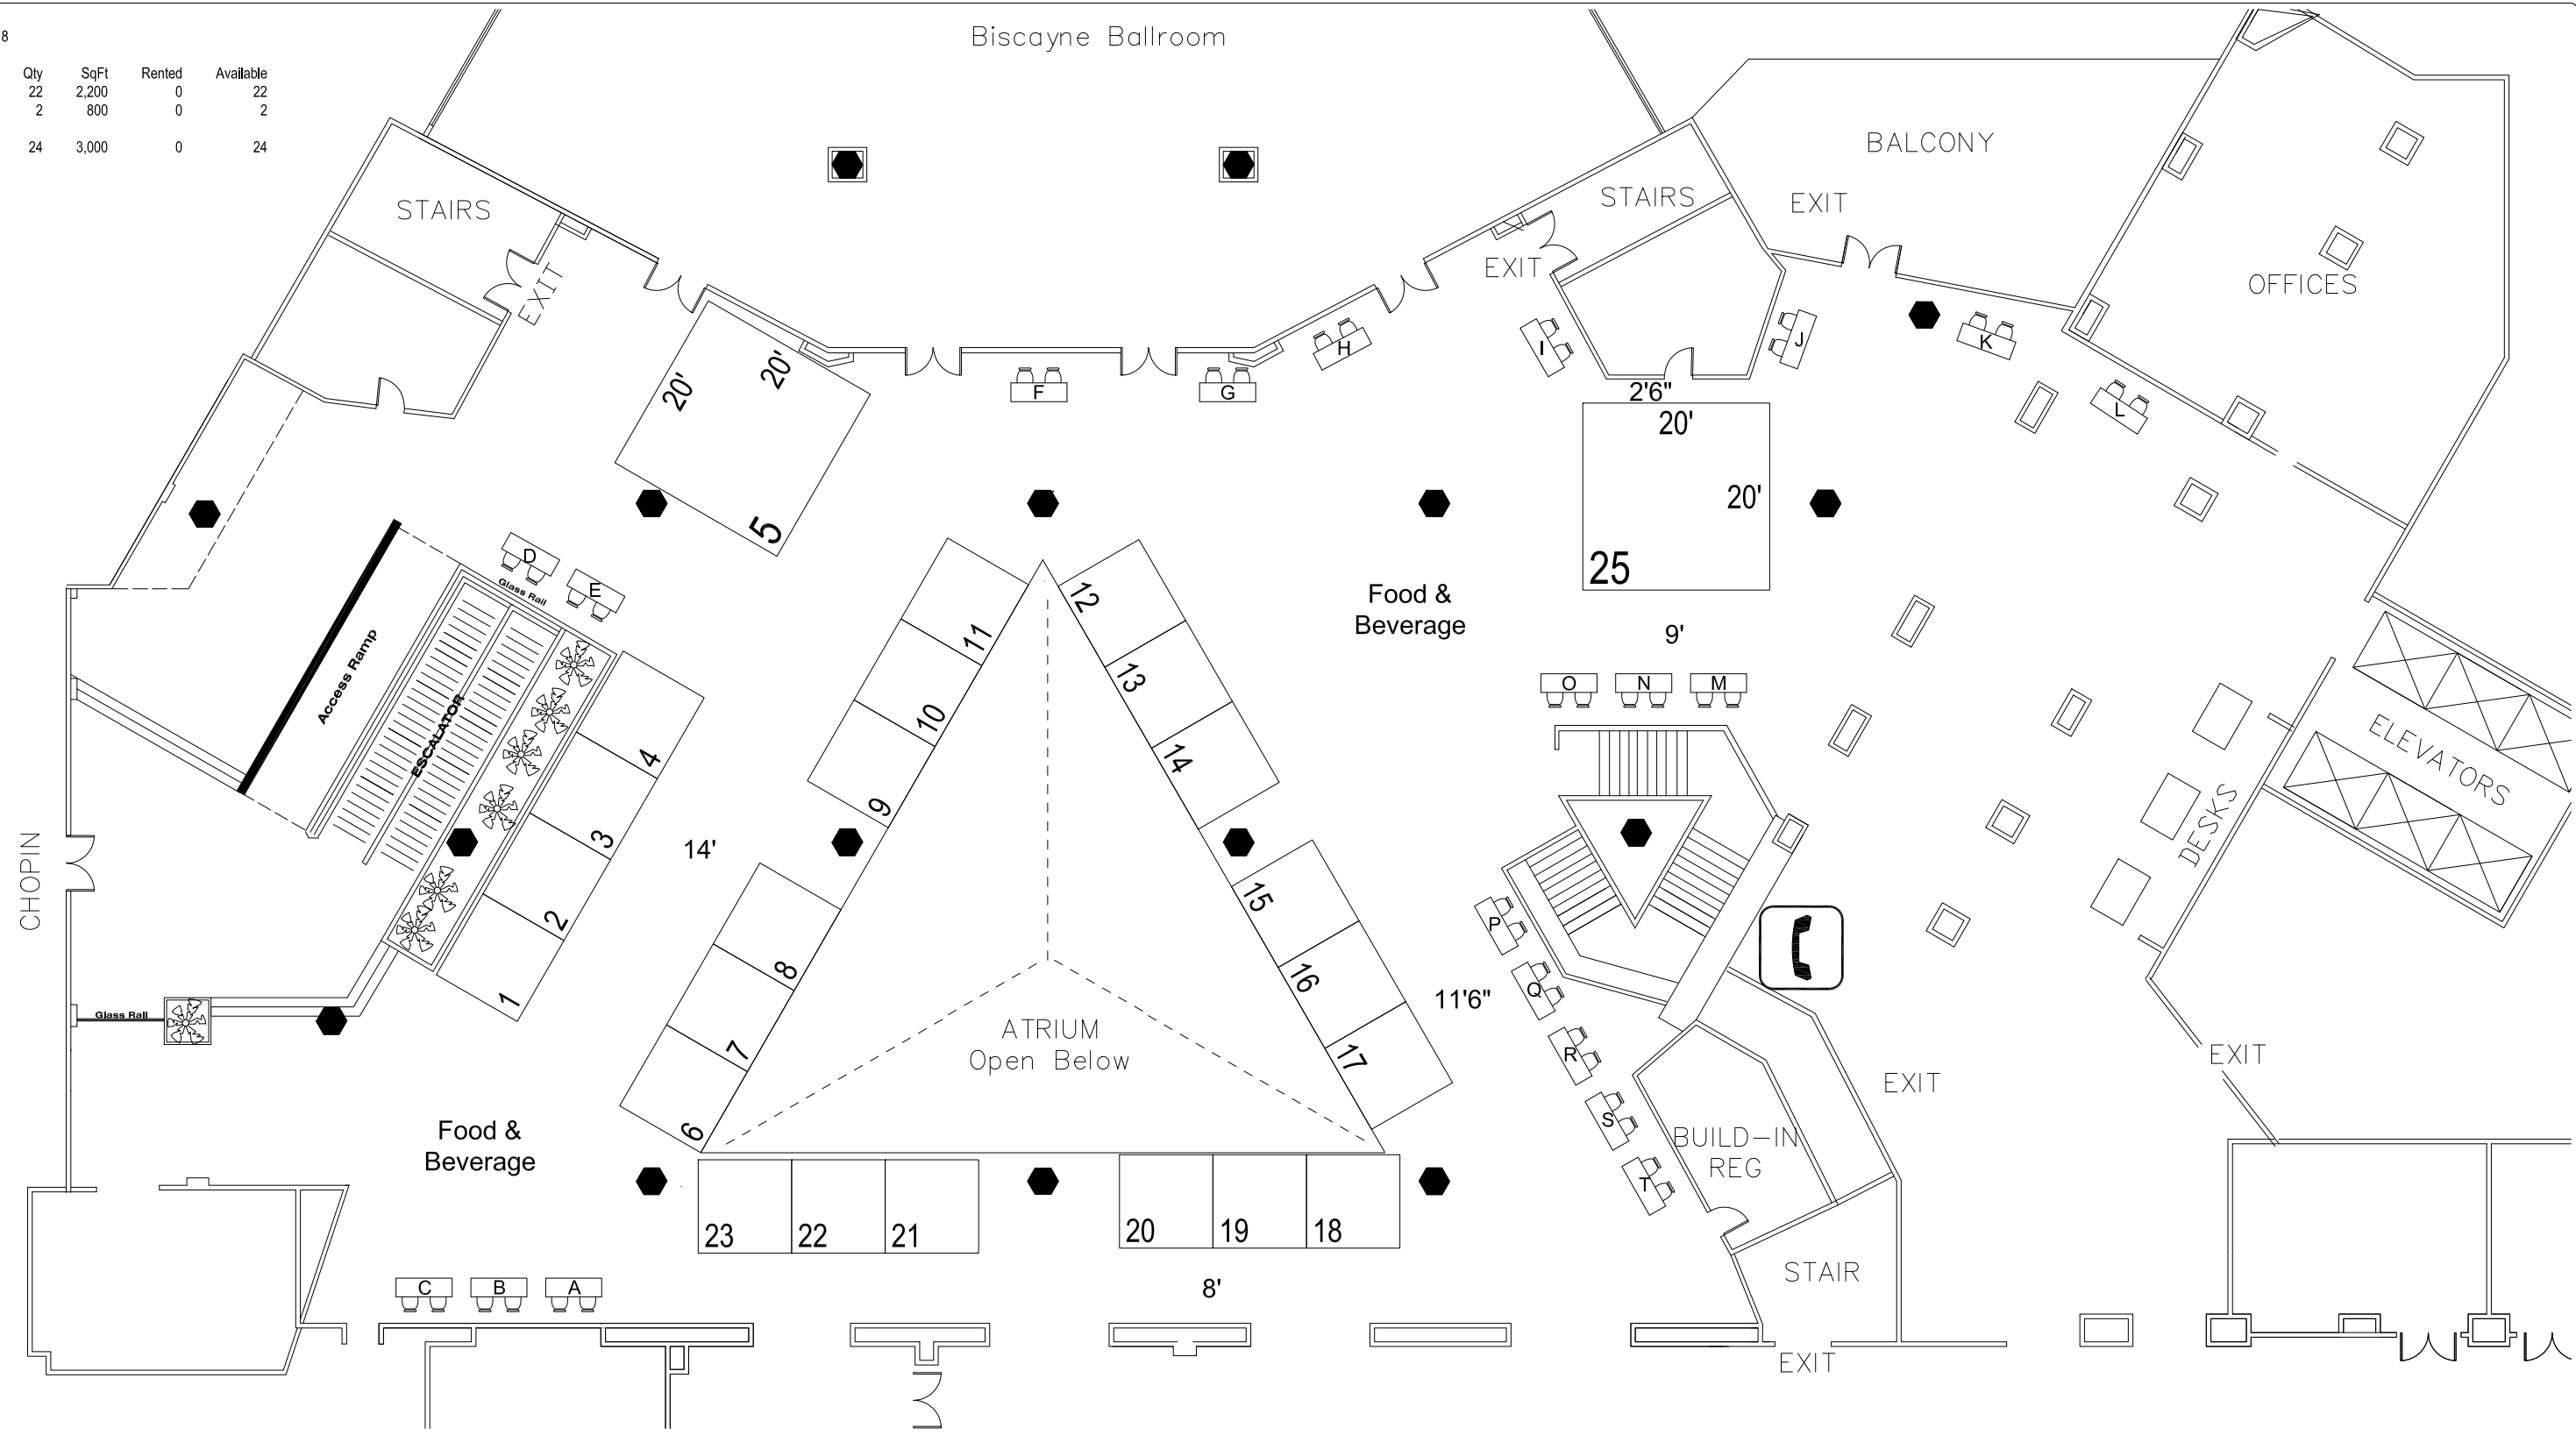 Biscayne Ballroom
8
Qty SqFt Rented Available
22 2,200 0 22
2 800 0 2
24 3,000 0 24
BALCONY
STAIRS
STAIRS
EXIT
EXIT
EXIT
OFFICES
20'
20'
5
F
G
H
I
J
K
L
2'6"
20'
20'
25
D
E
Glass Rail
Access Ramp
ESCALATOR
4
3
2
1
11
10
9
8
7
6
12
13
14
15
16
17
Food &
Beverage
9'
O
N
M
14'
CHOPIN
Glass Rail
ATRIUM
Open Below
11'6"
P
Q
R
S
T
ELEVATORS
DESKS
EXIT
EXIT
BUILD-IN
REG
Food &
Beverage
23
22
21
20
19
18
C
B
A
8'
STAIR
EXIT